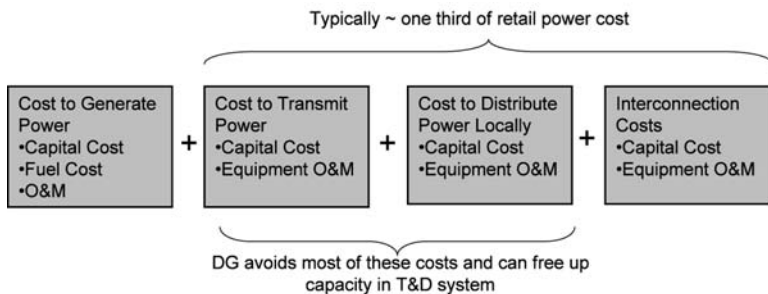 Typically ~ one third of retail power cost
Cost to Generate
Power
•Capital Cost
•Fuel Cost
•O&M
+
Cost to Transmit
Power
•Capital Cost
•Equipment O&M
+
Cost to Distribute
Power Locally
•Capital Cost
•Equipment O&M
+
Interconnection
Costs
•Capital Cost
•Equipment O&M
DG avoids most of these costs and can free up
capacity in T&D system